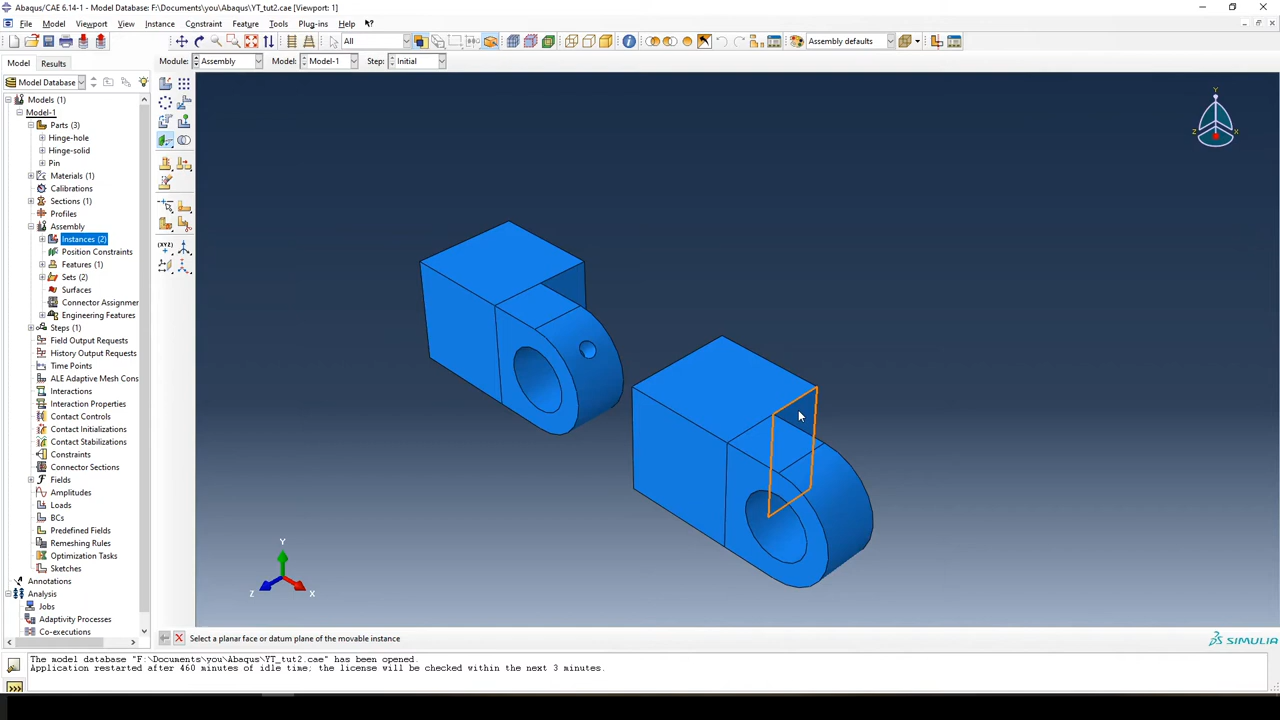 Abaqus/CAE 6.14-1 - Model Database: F:\Documents\you\Abaqus\YT_tut2.cae [Viewport: 1]
File Model Viewport View Instance Constraint Feature Tools Plug-ins Help
All Assembly defaults
Model Results Module: Assembly Model: Model-1 Step: Initial
Model Database
Models (1)
Model-1
Parts (3)
Hinge-hole
Hinge-solid
Pin
Materials (1)
Calibrations
Sections (1)
Profiles
Assembly
Instances (2)
Position Constraints
Features (1)
Sets (2)
Surfaces
Connector Assignmer
Engineering Features
Steps (1)
Field Output Requests
History Output Requests
Time Points
ALE Adaptive Mesh Cons
Interactions
Interaction Properties
Contact Controls
Contact Initializations
Contact Stabilizations
Constraints
Connector Sections
Fields
Amplitudes
Loads
BCs
Predefined Fields
Remeshing Rules
Optimization Tasks
Sketches
Annotations
Analysis
Jobs
Adaptivity Processes
Co-executions
(XYZ)
Y
Z X
Y
Z X
Select a planar face or datum plane of the movable instance
SIMULIA
The model database "F:\Documents\you\Abaqus\YT_tut2.cae" has been opened.
Application restarted after 460 minutes of idle time; the license will be checked within the next 3 minutes.
>>>